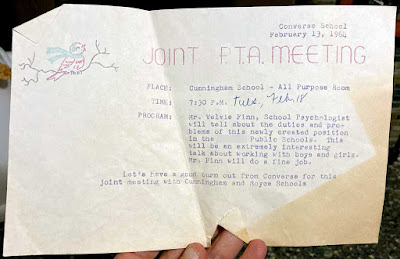 Converse School
February 13, 1964
JOINT P.T.A. MEETING
PLACE: Cunningham School - All Purpose Room
TIME: 7:30 P.M. Tues, Feb. 18
PROGRAM: Mr. Velvie Pinn, School Psychologist
will tell about the duties and pro-
blems of this newly created position
in the Public Schools. This
will be an extremely interesting
talk about working with boys and girls.
Mr. Pinn will do a fine job.
Let's have a good turn out from Converse for this
joint meeting with Cunningham and Royce Schools